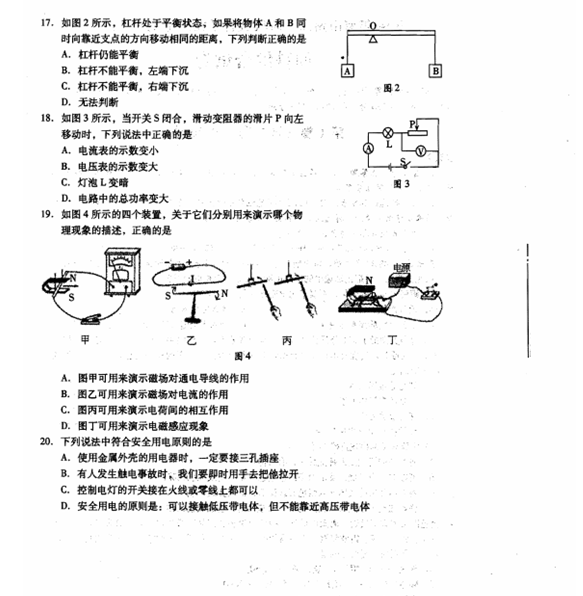 17. 如图 2 所示，杠杆处于平衡状态，如果将物体 A 和 B 同
时向靠近支点的方向移动相同的距离，下列判断正确的是
A. 杠杆仍能平衡
B. 杠杆不能平衡，左端下沉
C. 杠杆不能平衡，右端下沉
D. 无法判断
O
A
B
图 2
18. 如图 3 所示，当开关 S 闭合，滑动变阻器的滑片 P 向左
移动时，下列说法中正确的是
A. 电流表的示数变小
B. 电压表的示数变大
C. 灯泡 L 变暗
D. 电路中的总功率变大
P
A
L
V
S
图 3
19. 如图 4 所示的四个装置，关于它们分别用来演示哪个物
理现象的描述，正确的是
N
S
甲
- +
I
S
N
乙
丙
电源
N
丁
图 4
A. 图甲可用来演示磁场对通电导线的作用
B. 图乙可用来演示磁场对电流的作用
C. 图丙可用来演示电荷间的相互作用
D. 图丁可用来演示电磁感应现象
20. 下列说法中符合安全用电原则的是
A. 使用金属外壳的用电器时，一定要接三孔插座
B. 有人发生触电事故时，我们要即时用手去把他拉开
C. 控制电灯的开关接在火线或零线上都可以
D. 安全用电的原则是：可以接触低压带电体，但不能靠近高压带电体